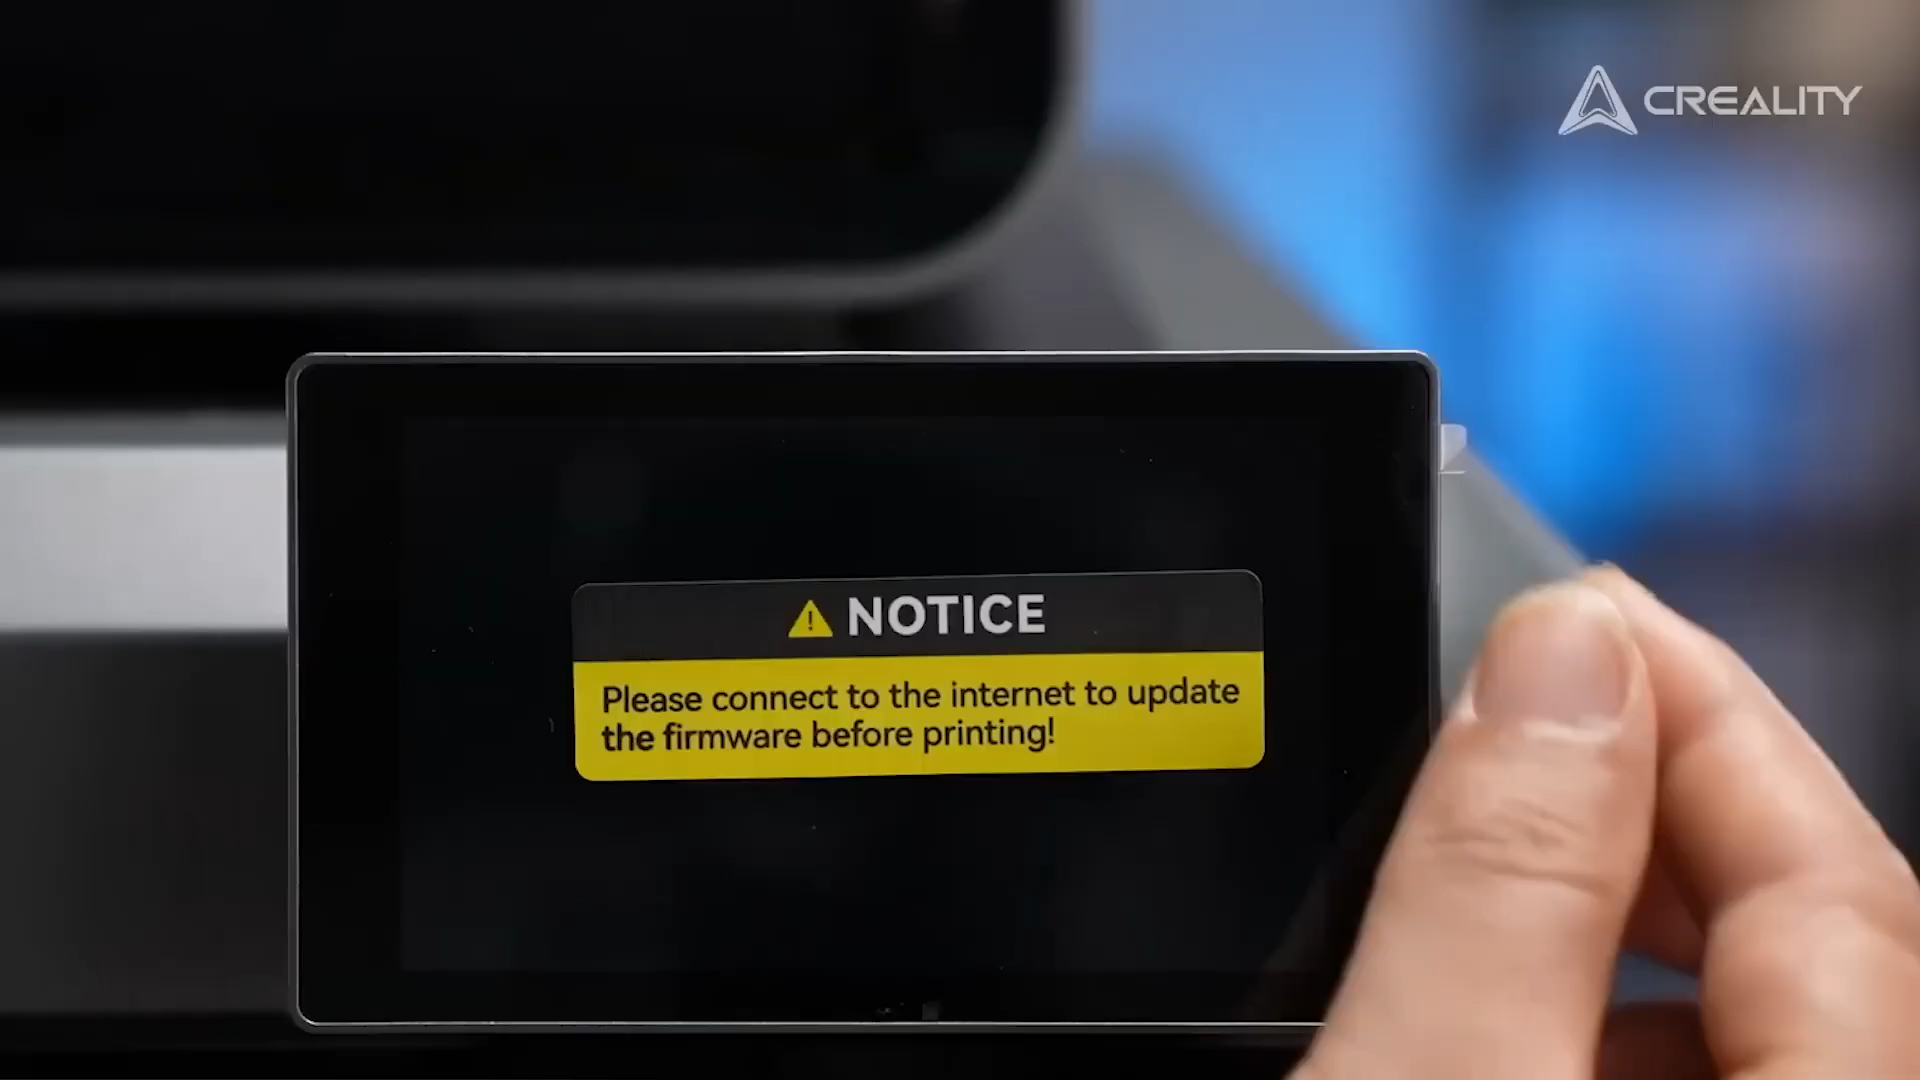 CREALITY
NOTICE
Please connect to the internet to update
the firmware before printing!